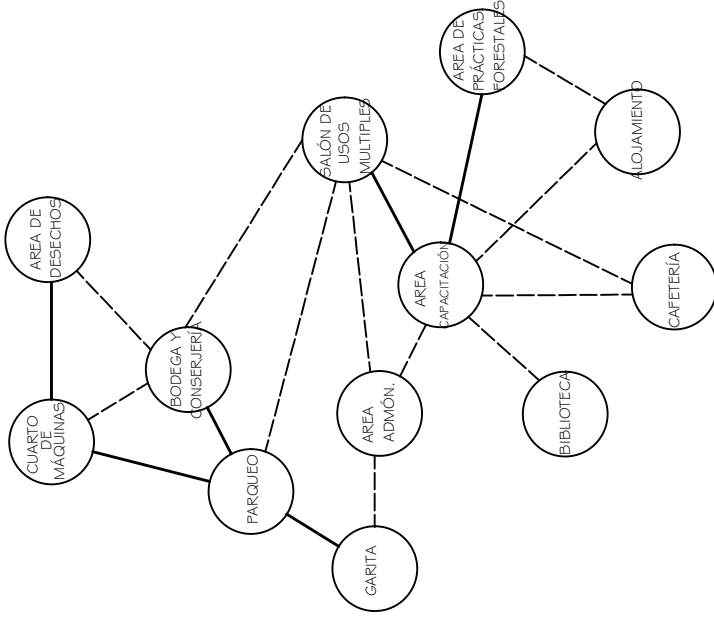 AREA DE
PRÁCTICAS
FORESTALES
SALÓN DE
USOS
MULTIPLES
ALOJAMIENTO
AREA DE
DESECHOS
AREA
CAPACITACIÓN
CAFETERÍA
BODEGA Y
CONSERJERÍA
AREA
ADMÓN.
BIBLIOTECA
CUARTO
DE
MÁQUINAS
PARQUEO
GARITA